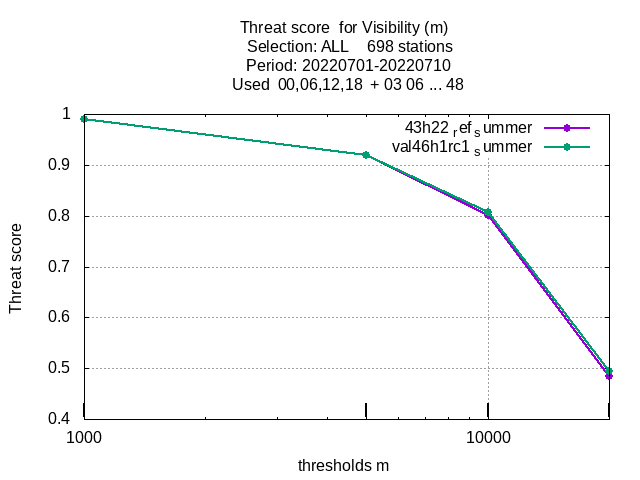 Threat score  for Visibility (m)
Selection: ALL    698 stations
Period: 20220701-20220710
Used  00,06,12,18  + 03 06 ... 48
43h22 ref summer
val46h1rc1 summer
1
0.9
0.8
0.7
0.6
0.5
0.4
Threat score
1000
10000
thresholds m